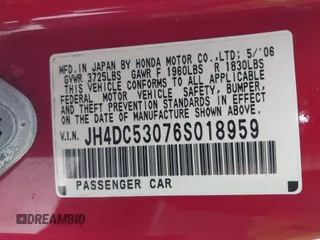 MFD. IN JAPAN BY HONDA MOTOR CO.,LTD; 5/'06
GVWR 3725LBS GAWR F 1960LBS R 1830LBS
THIS VEHICLE CONFORMS TO ALL APPLICABLE
FEDERAL MOTOR VEHICLE SAFETY, BUMPER,
AND THEFT PREVENTION STANDARDS IN EFFECT
ON THE DATE OF MANUFACTURE SHOWN ABOVE.
V.I.N. JH4DC53076S018959
PASSENGER CAR
DREAMBID